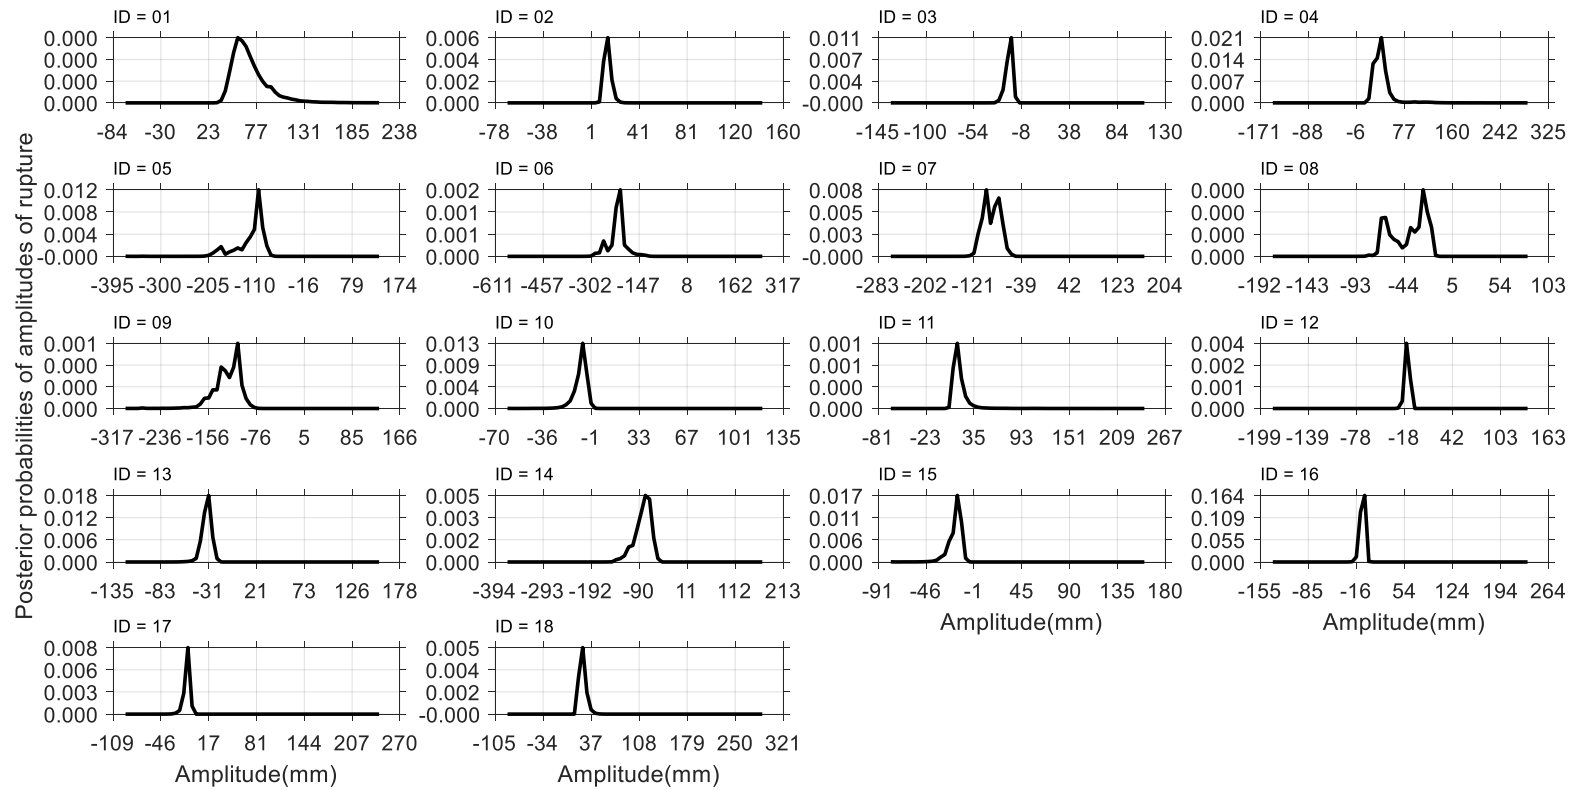 Posterior probabilities of amplitudes of rupture
ID = 01
0.000
0.000
0.000
0.000
-84 -30 23 77 131 185 238
ID = 02
0.006
0.004
0.002
0.000
-78 -38 1 41 81 120 160
ID = 03
0.011
0.007
0.004
-0.000
-145 -100 -54 -8 38 84 130
ID = 04
0.021
0.014
0.007
0.000
-171 -88 -6 77 160 242 325
ID = 05
0.012
0.008
0.004
-0.000
-395 -300 -205 -110 -16 79 174
ID = 06
0.002
0.001
0.001
0.000
-611 -457 -302 -147 8 162 317
ID = 07
0.008
0.005
0.003
-0.000
-283 -202 -121 -39 42 123 204
ID = 08
0.000
0.000
0.000
0.000
-192 -143 -93 -44 5 54 103
ID = 09
0.001
0.000
0.000
0.000
-317 -236 -156 -76 5 85 166
ID = 10
0.013
0.009
0.004
0.000
-70 -36 -1 33 67 101 135
ID = 11
0.001
0.001
0.000
0.000
-81 -23 35 93 151 209 267
ID = 12
0.004
0.002
0.001
0.000
-199 -139 -78 -18 42 103 163
ID = 13
0.018
0.012
0.006
0.000
-135 -83 -31 21 73 126 178
ID = 14
0.005
0.003
0.002
0.000
-394 -293 -192 -90 11 112 213
ID = 15
0.017
0.011
0.006
0.000
-91 -46 -1 45 90 135 180
Amplitude(mm)
ID = 16
0.164
0.109
0.055
0.000
-155 -85 -16 54 124 194 264
Amplitude(mm)
ID = 17
0.008
0.006
0.003
0.000
-109 -46 17 81 144 207 270
Amplitude(mm)
ID = 18
0.005
0.004
0.002
-0.000
-105 -34 37 108 179 250 321
Amplitude(mm)